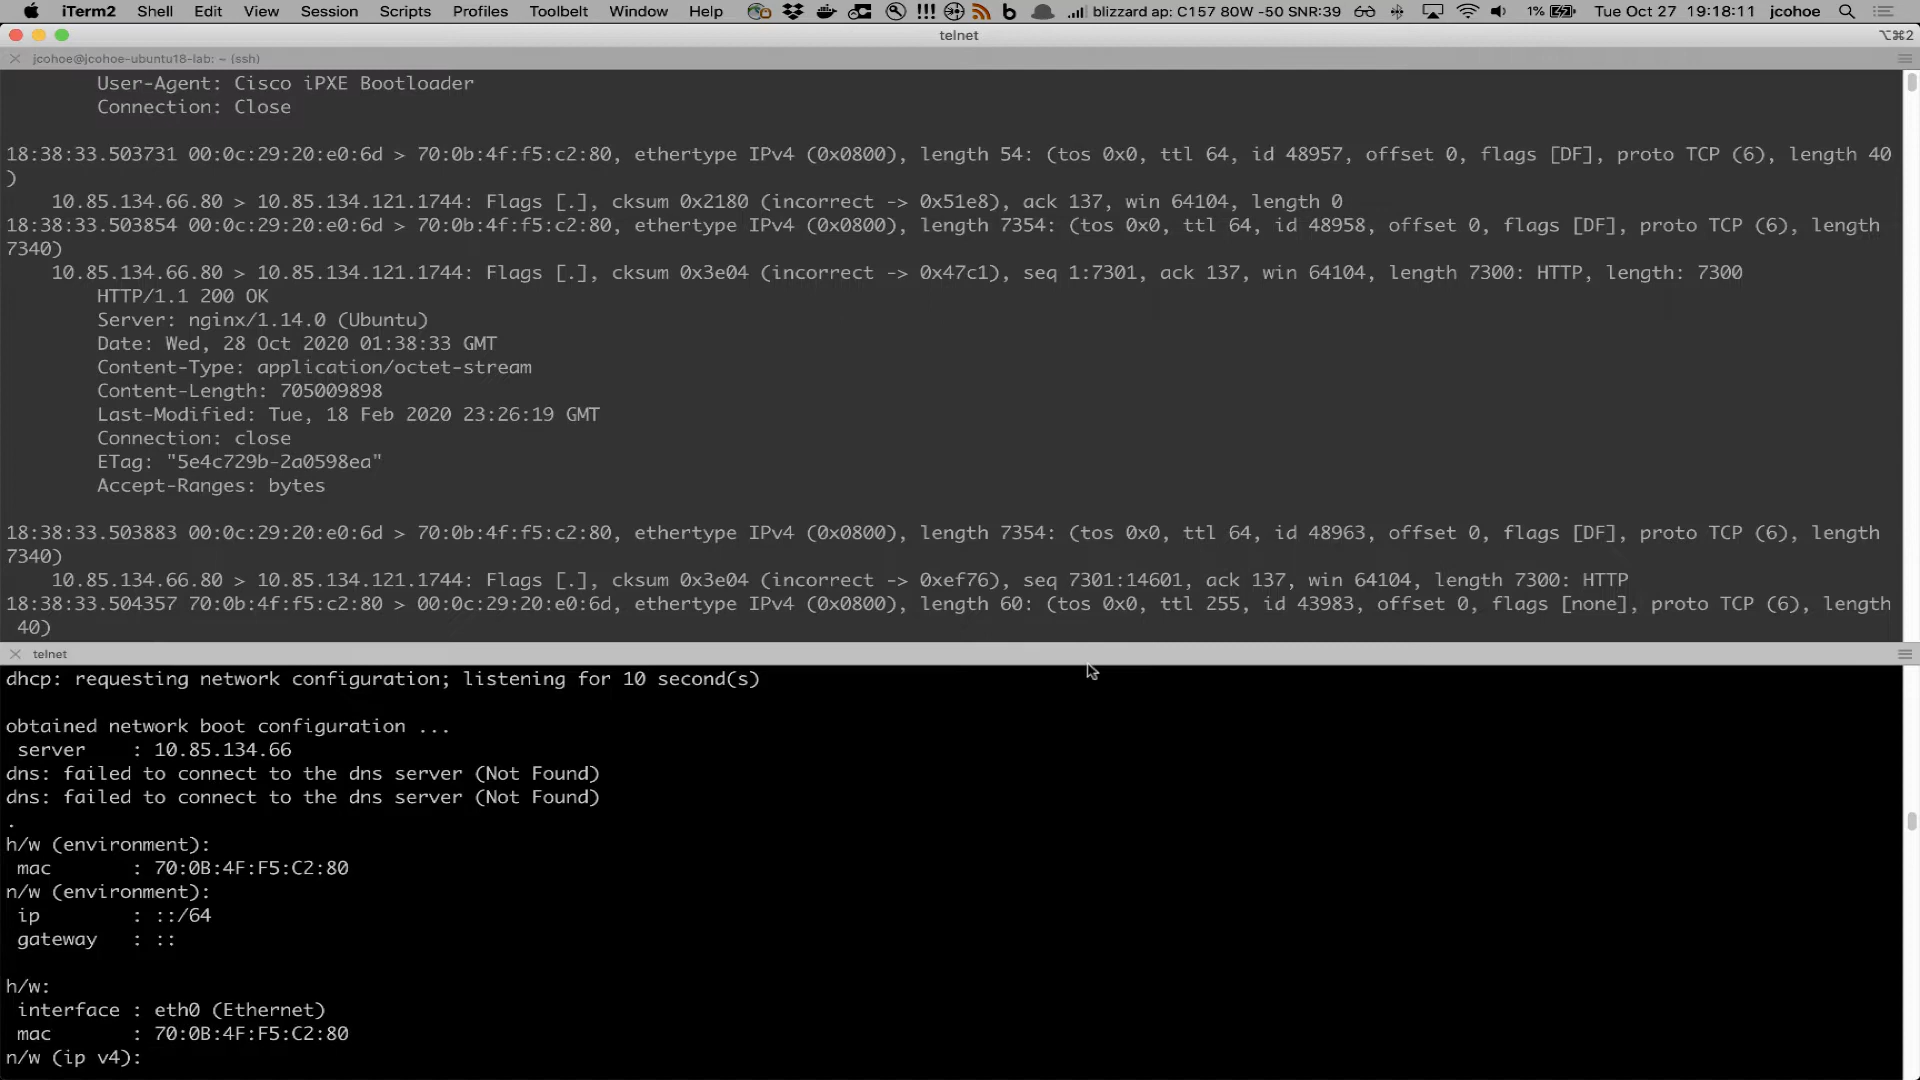 iTerm2 Shell Edit View Session Scripts Profiles Toolbelt Window Help !!! b blizzard ap: C157 80W -50 SNR:39 1% Tue Oct 27 19:18:11 jcohoe
telnet ⌥⌘2
jcohoe@jcohoe-ubuntu18-lab: ~ (ssh)
User-Agent: Cisco iPXE Bootloader
Connection: Close
18:38:33.503731 00:0c:29:20:e0:6d > 70:0b:4f:f5:c2:80, ethertype IPv4 (0x0800), length 54: (tos 0x0, ttl 64, id 48957, offset 0, flags [DF], proto TCP (6), length 40
)
10.85.134.66.80 > 10.85.134.121.1744: Flags [.], cksum 0x2180 (incorrect -> 0x51e8), ack 137, win 64104, length 0
18:38:33.503854 00:0c:29:20:e0:6d > 70:0b:4f:f5:c2:80, ethertype IPv4 (0x0800), length 7354: (tos 0x0, ttl 64, id 48958, offset 0, flags [DF], proto TCP (6), length
7340)
10.85.134.66.80 > 10.85.134.121.1744: Flags [.], cksum 0x3e04 (incorrect -> 0x47c1), seq 1:7301, ack 137, win 64104, length 7300: HTTP, length: 7300
HTTP/1.1 200 OK
Server: nginx/1.14.0 (Ubuntu)
Date: Wed, 28 Oct 2020 01:38:33 GMT
Content-Type: application/octet-stream
Content-Length: 705009898
Last-Modified: Tue, 18 Feb 2020 23:26:19 GMT
Connection: close
ETag: "5e4c729b-2a0598ea"
Accept-Ranges: bytes
18:38:33.503883 00:0c:29:20:e0:6d > 70:0b:4f:f5:c2:80, ethertype IPv4 (0x0800), length 7354: (tos 0x0, ttl 64, id 48963, offset 0, flags [DF], proto TCP (6), length
7340)
10.85.134.66.80 > 10.85.134.121.1744: Flags [.], cksum 0x3e04 (incorrect -> 0xef76), seq 7301:14601, ack 137, win 64104, length 7300: HTTP
18:38:33.504357 70:0b:4f:f5:c2:80 > 00:0c:29:20:e0:6d, ethertype IPv4 (0x0800), length 60: (tos 0x0, ttl 255, id 43983, offset 0, flags [none], proto TCP (6), length
40)
telnet
dhcp: requesting network configuration; listening for 10 second(s)
obtained network boot configuration ...
server : 10.85.134.66
dns: failed to connect to the dns server (Not Found)
dns: failed to connect to the dns server (Not Found)
.
h/w (environment):
mac : 70:0B:4F:F5:C2:80
n/w (environment):
ip : ::/64
gateway : ::
h/w:
interface : eth0 (Ethernet)
mac : 70:0B:4F:F5:C2:80
n/w (ip v4):